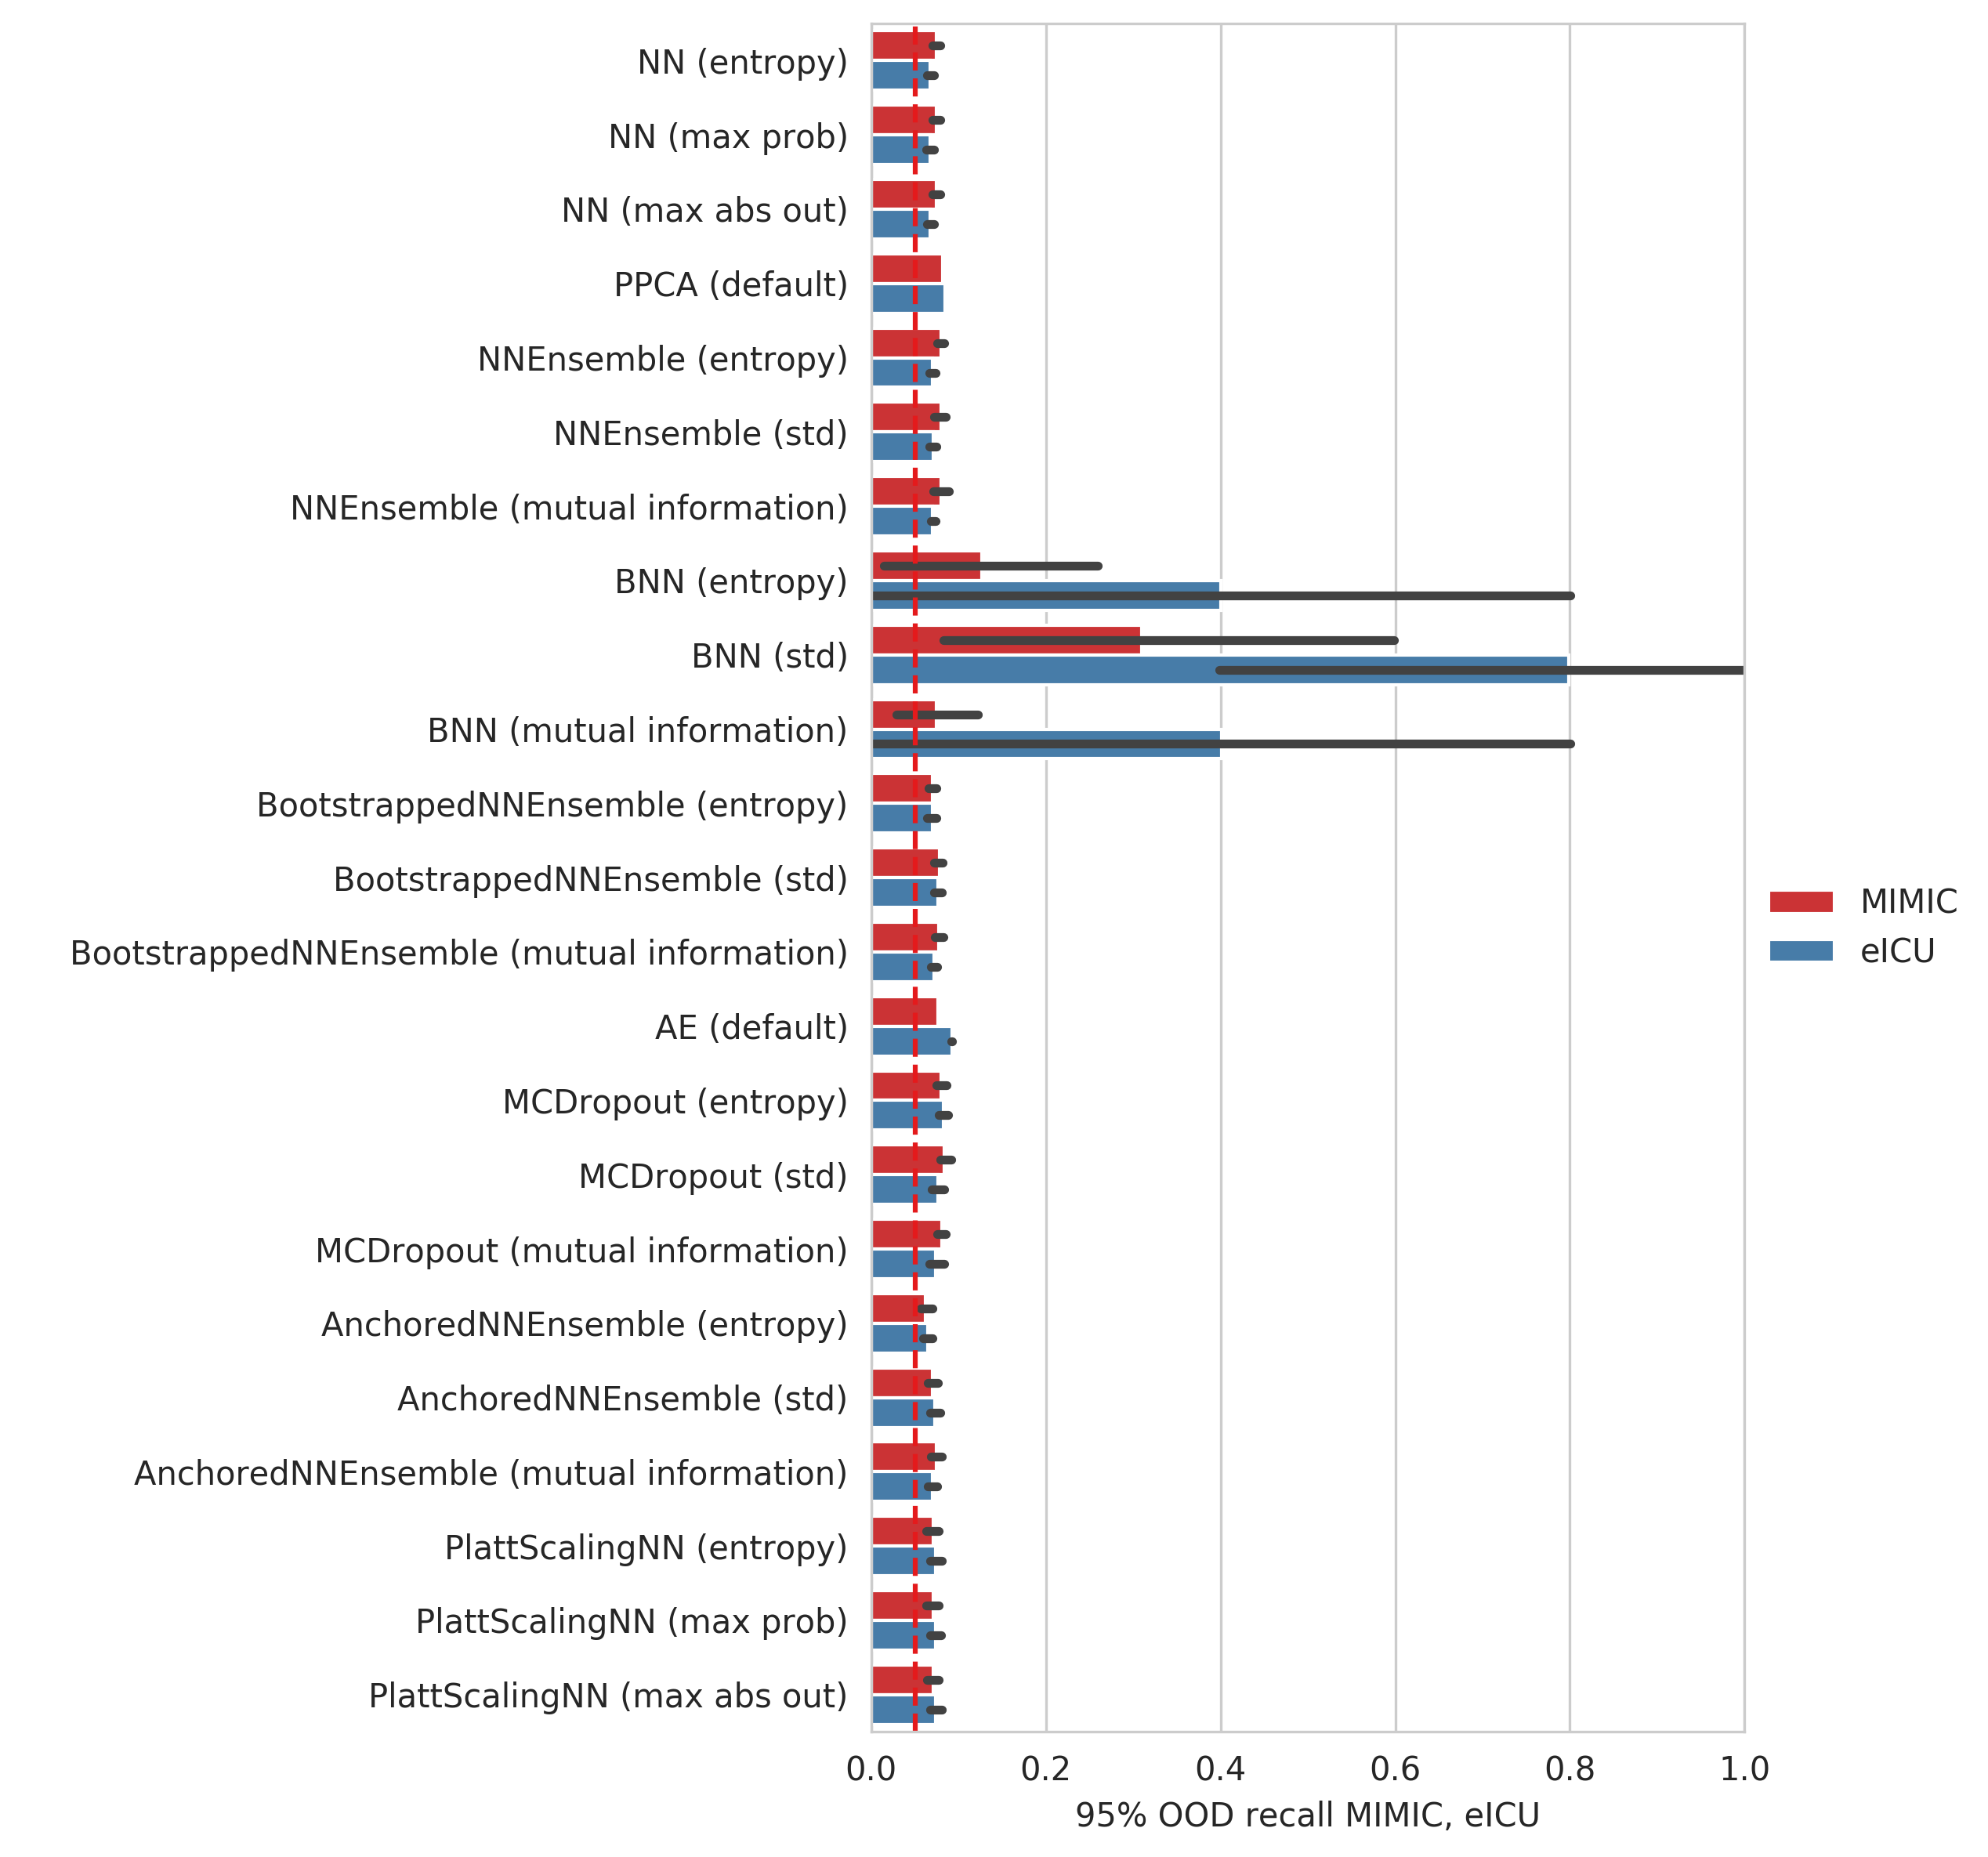 NN (entropy)
NN (max prob)
NN (max abs out)
PPCA (default)
NNEnsemble (entropy)
NNEnsemble (std)
NNEnsemble (mutual information)
BNN (entropy)
BNN (std)
BNN (mutual information)
BootstrappedNNEnsemble (entropy)
BootstrappedNNEnsemble (std)
BootstrappedNNEnsemble (mutual information)
AE (default)
MCDropout (entropy)
MCDropout (std)
MCDropout (mutual information)
AnchoredNNEnsemble (entropy)
AnchoredNNEnsemble (std)
AnchoredNNEnsemble (mutual information)
PlattScalingNN (entropy)
PlattScalingNN (max prob)
PlattScalingNN (max abs out)
MIMIC
eICU
0.0 0.2 0.4 0.6 0.8 1.0
95% OOD recall MIMIC, eICU